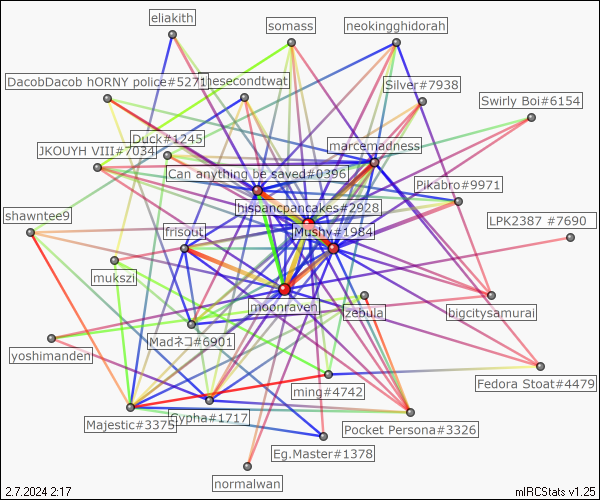 eliakith
somass
neokingghidorah
DacobDacob hORNY police#5271
hesecondtwat
Silver#7938
Swirly Boi#6154
Duck#1245
marcemadness
JKOUYH VIII#7034
Can anything be saved#0396
Pikabro#9971
shawntee9
hispancpancakes#2928
LPK2387 #7690
frisout
Mushy#1984
mukszi
moonraven
zebula
bigcitysamurai
Madネコ#6901
yoshimanden
Fedora Stoat#4479
ming#4742
Majestic#3375
Cypha#1717
Pocket Persona#3326
Eg.Master#1378
normalwan
2.7.2024 2:17
mIRCStats v1.25